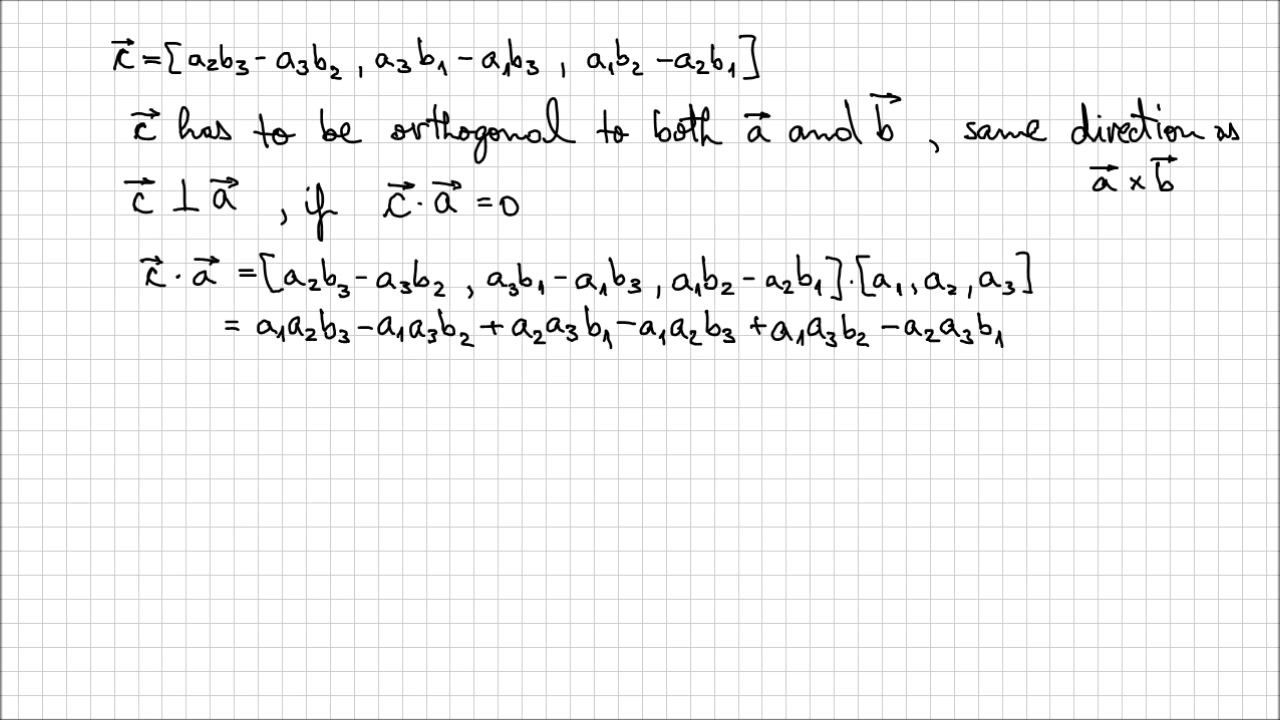 c⃗ = [a₂b₃ - a₃b₂ , a₃b₁ - a₁b₃ , a₁b₂ - a₂b₁]
c⃗ has to be orthogonal to both a⃗ and b⃗ , same direction as
a⃗ × b⃗
c⃗ ⊥ a⃗ , if c⃗ · a⃗ = 0
c⃗ · a⃗ = [a₂b₃ - a₃b₂ , a₃b₁ - a₁b₃ , a₁b₂ - a₂b₁] · [a₁, a₂, a₃]
= a₁a₂b₃ - a₁a₃b₂ + a₂a₃b₁ - a₁a₂b₃ + a₁a₃b₂ - a₂a₃b₁